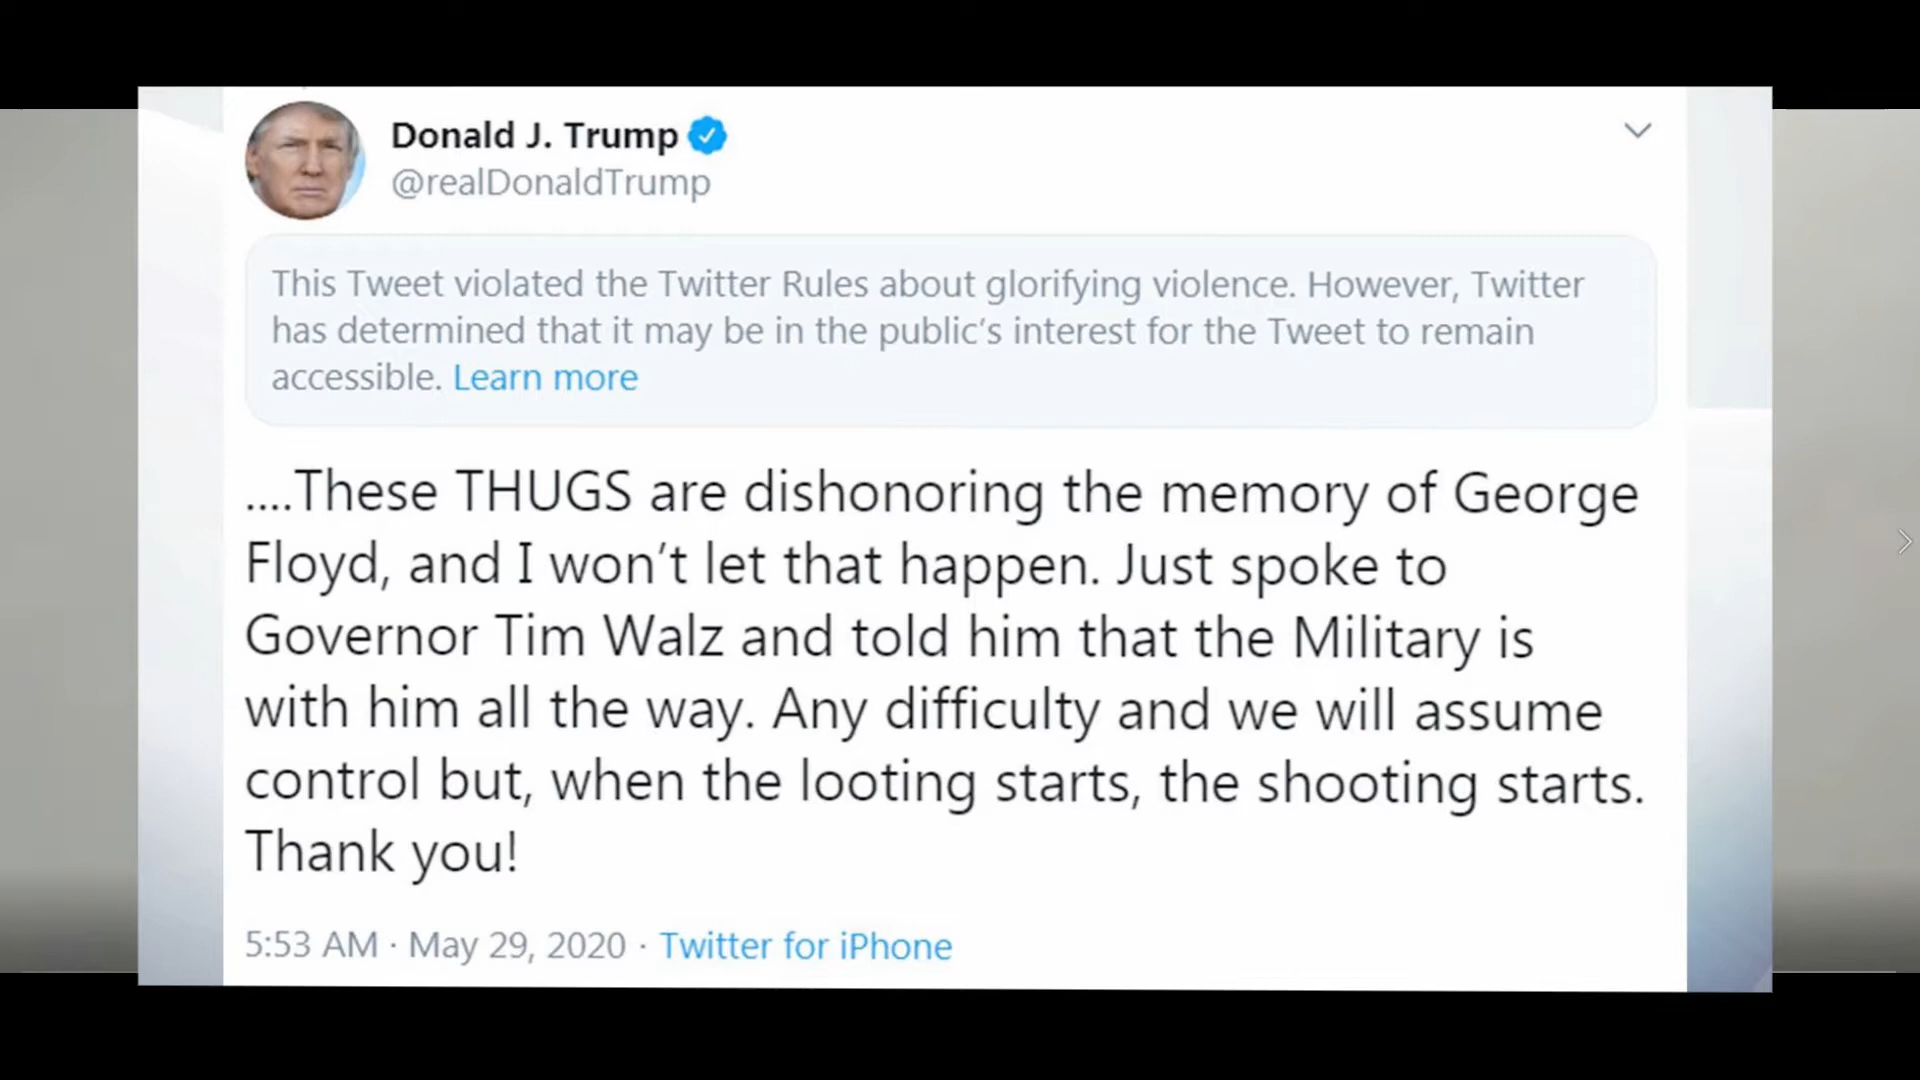 Donald J. Trump
@realDonaldTrump
This Tweet violated the Twitter Rules about glorifying violence. However, Twitter
has determined that it may be in the public's interest for the Tweet to remain
accessible. Learn more
....These THUGS are dishonoring the memory of George
Floyd, and I won't let that happen. Just spoke to
Governor Tim Walz and told him that the Military is
with him all the way. Any difficulty and we will assume
control but, when the looting starts, the shooting starts.
Thank you!
5:53 AM · May 29, 2020 · Twitter for iPhone